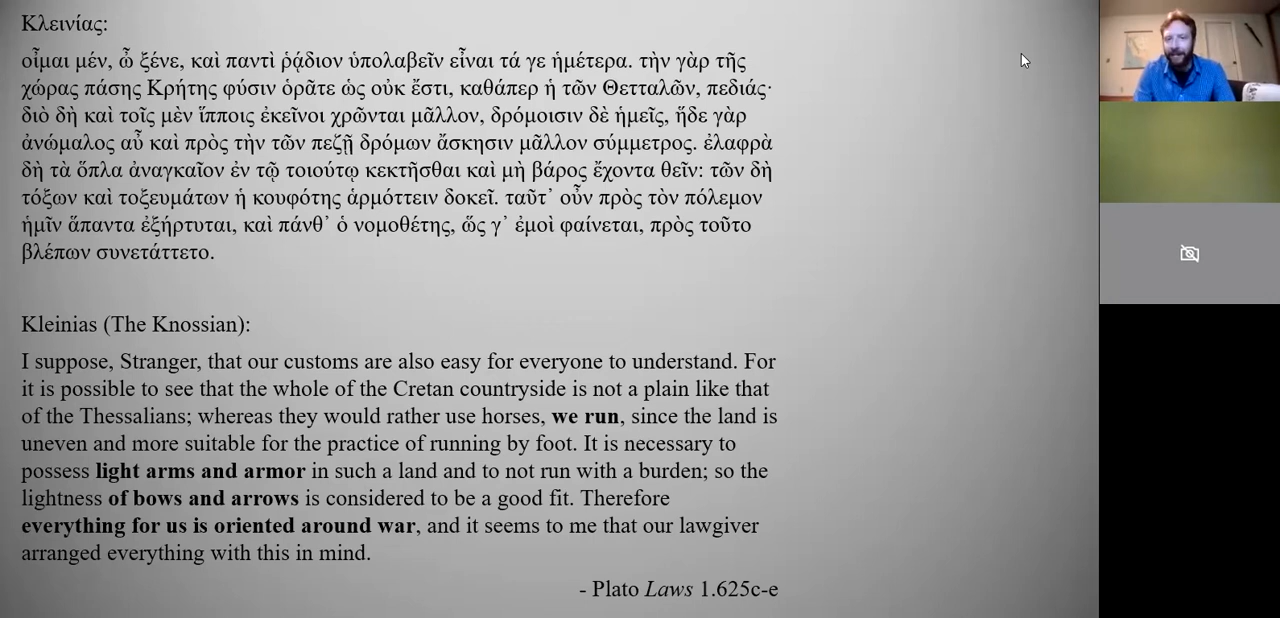 Κλεινίας:
οἶμαι μέν, ὦ ξένε, καὶ παντὶ ῥᾴδιον ὑπολαβεῖν εἶναι τά γε ἡμέτερα. τὴν γὰρ τῆς
χώρας πάσης Κρήτης φύσιν ὁρᾶτε ὡς οὐκ ἔστι, καθάπερ ἡ τῶν Θετταλῶν, πεδιάς·
διὸ δὴ καὶ τοῖς μὲν ἵπποις ἐκεῖνοι χρῶνται μᾶλλον, δρόμοισιν δὲ ἡμεῖς, ἥδε γὰρ
ἀνώμαλος αὖ καὶ πρὸς τὴν τῶν πεζῇ δρόμων ἄσκησιν μᾶλλον σύμμετρος. ἐλαφρὰ
δὴ τὰ ὅπλα ἀναγκαῖον ἐν τῷ τοιούτῳ κεκτῆσθαι καὶ μὴ βάρος ἔχοντα θεῖν: τῶν δὴ
τόξων καὶ τοξευμάτων ἡ κουφότης ἁρμόττειν δοκεῖ. ταῦτ᾽ οὖν πρὸς τὸν πόλεμον
ἡμῖν ἅπαντα ἐξήρτυται, καὶ πάνθ᾽ ὁ νομοθέτης, ὥς γ᾽ ἐμοὶ φαίνεται, πρὸς τοῦτο
βλέπων συνετάττετο.
Kleinias (The Knossian):
I suppose, Stranger, that our customs are also easy for everyone to understand. For
it is possible to see that the whole of the Cretan countryside is not a plain like that
of the Thessalians; whereas they would rather use horses, we run, since the land is
uneven and more suitable for the practice of running by foot. It is necessary to
possess light arms and armor in such a land and to not run with a burden; so the
lightness of bows and arrows is considered to be a good fit. Therefore
everything for us is oriented around war, and it seems to me that our lawgiver
arranged everything with this in mind.
- Plato Laws 1.625c-e